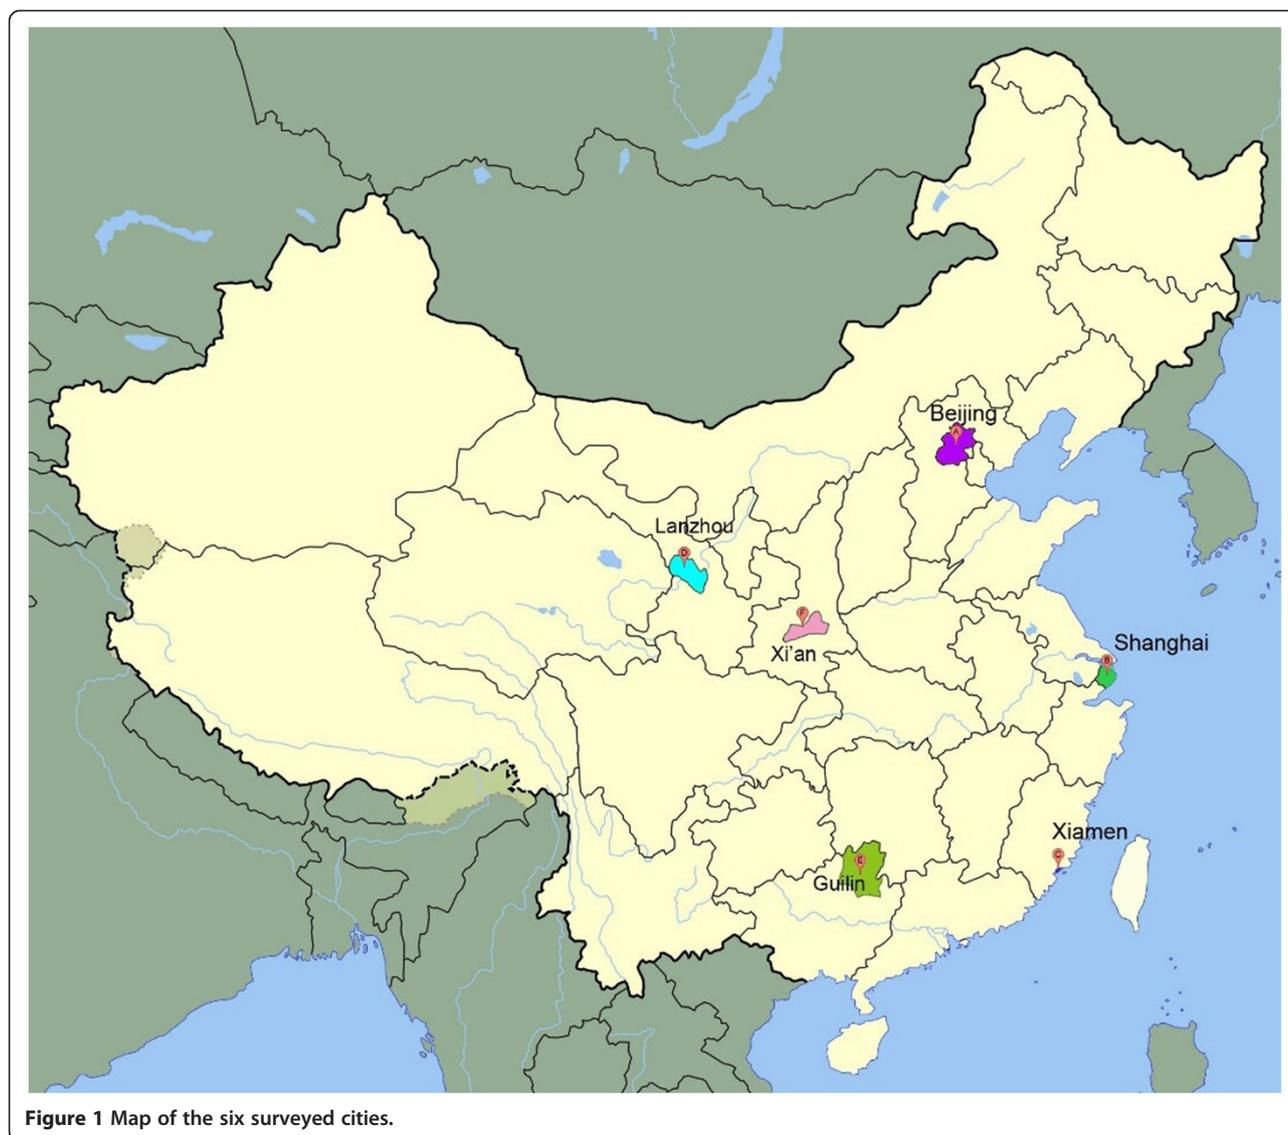 Beijing
A
Lanzhou
D
F
Xi'an
Shanghai
B
Xiamen
C
E
Guilin
Figure 1 Map of the six surveyed cities.